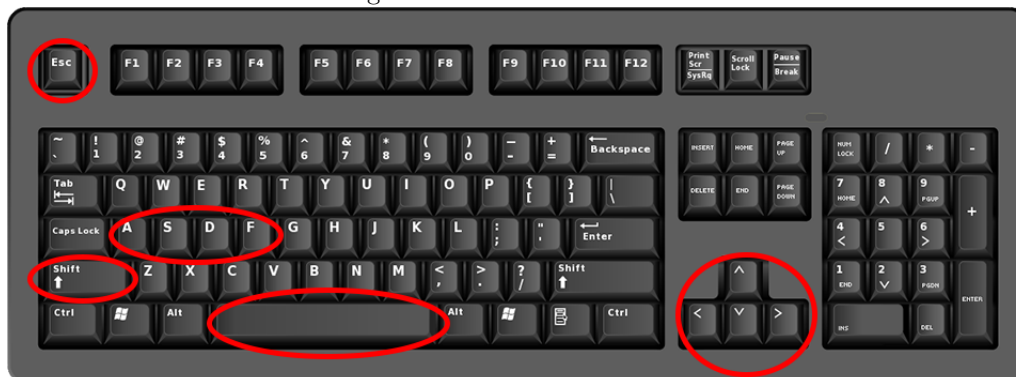 Esc F1 F2 F3 F4 F5 F6 F7 F8 F9 F10 F11 F12 Print Scr SysRq Scroll Lock Pause Break
~ ` ! 1 @ 2 # 3 $ 4 % 5 ^ 6 & 7 * 8 ( 9 ) 0 _ - + = Backspace INSERT HOME PAGE UP NUM LOCK / * -
Tab Q W E R T Y U I O P { [ } ] | \ DELETE END PAGE DOWN 7 HOME 8 9 PGUP +
Caps Lock A S D F G H J K L : ; " ' Enter 4 < 5 6 >
Shift Z X C V B N M < , > . ? / Shift 1 END 2 3 PGDN ENTER
Ctrl Alt Alt Ctrl < > INS DEL